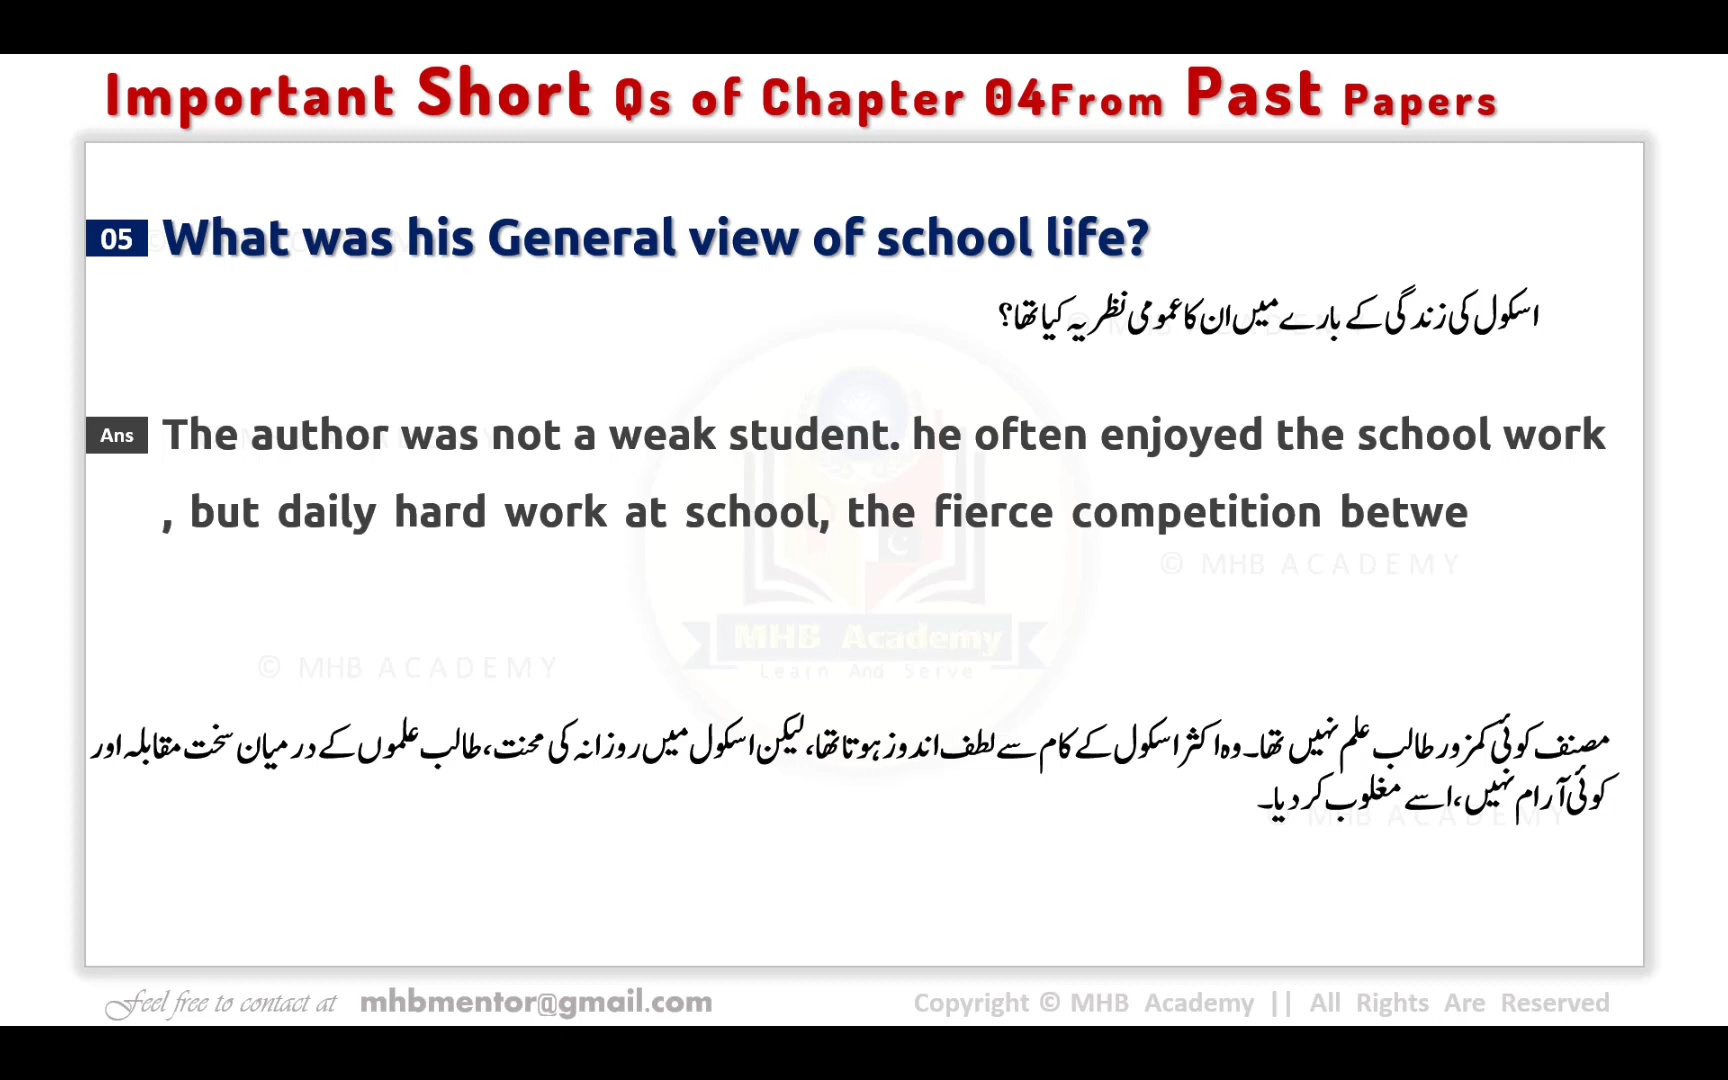 Important Short Qs of Chapter 04From Past Papers
05 What was his General view of school life?
اسکول کی زندگی کے بارے میں ان کا عمومی نظریہ کیا تھا؟
Ans The author was not a weak student. he often enjoyed the school work
, but daily hard work at school, the fierce competition betwe
© MHB ACADEMY
MHB Academy
Learn And Serve
© MHB ACADEMY
مصنف کوئی کمزور طالب علم نہیں تھا۔ وہ اکثر اسکول کے کام سے لطف اندوز ہوتا تھا، لیکن اسکول میں روزانہ کی محنت، طالب علموں کے درمیان سخت مقابلہ اور
کوئی آرام نہیں، اسے مغلوب کر دیا۔
© MHB ACADEMY
Feel free to contact at mhbmentor@gmail.com
Copyright © MHB Academy || All Rights Are Reserved